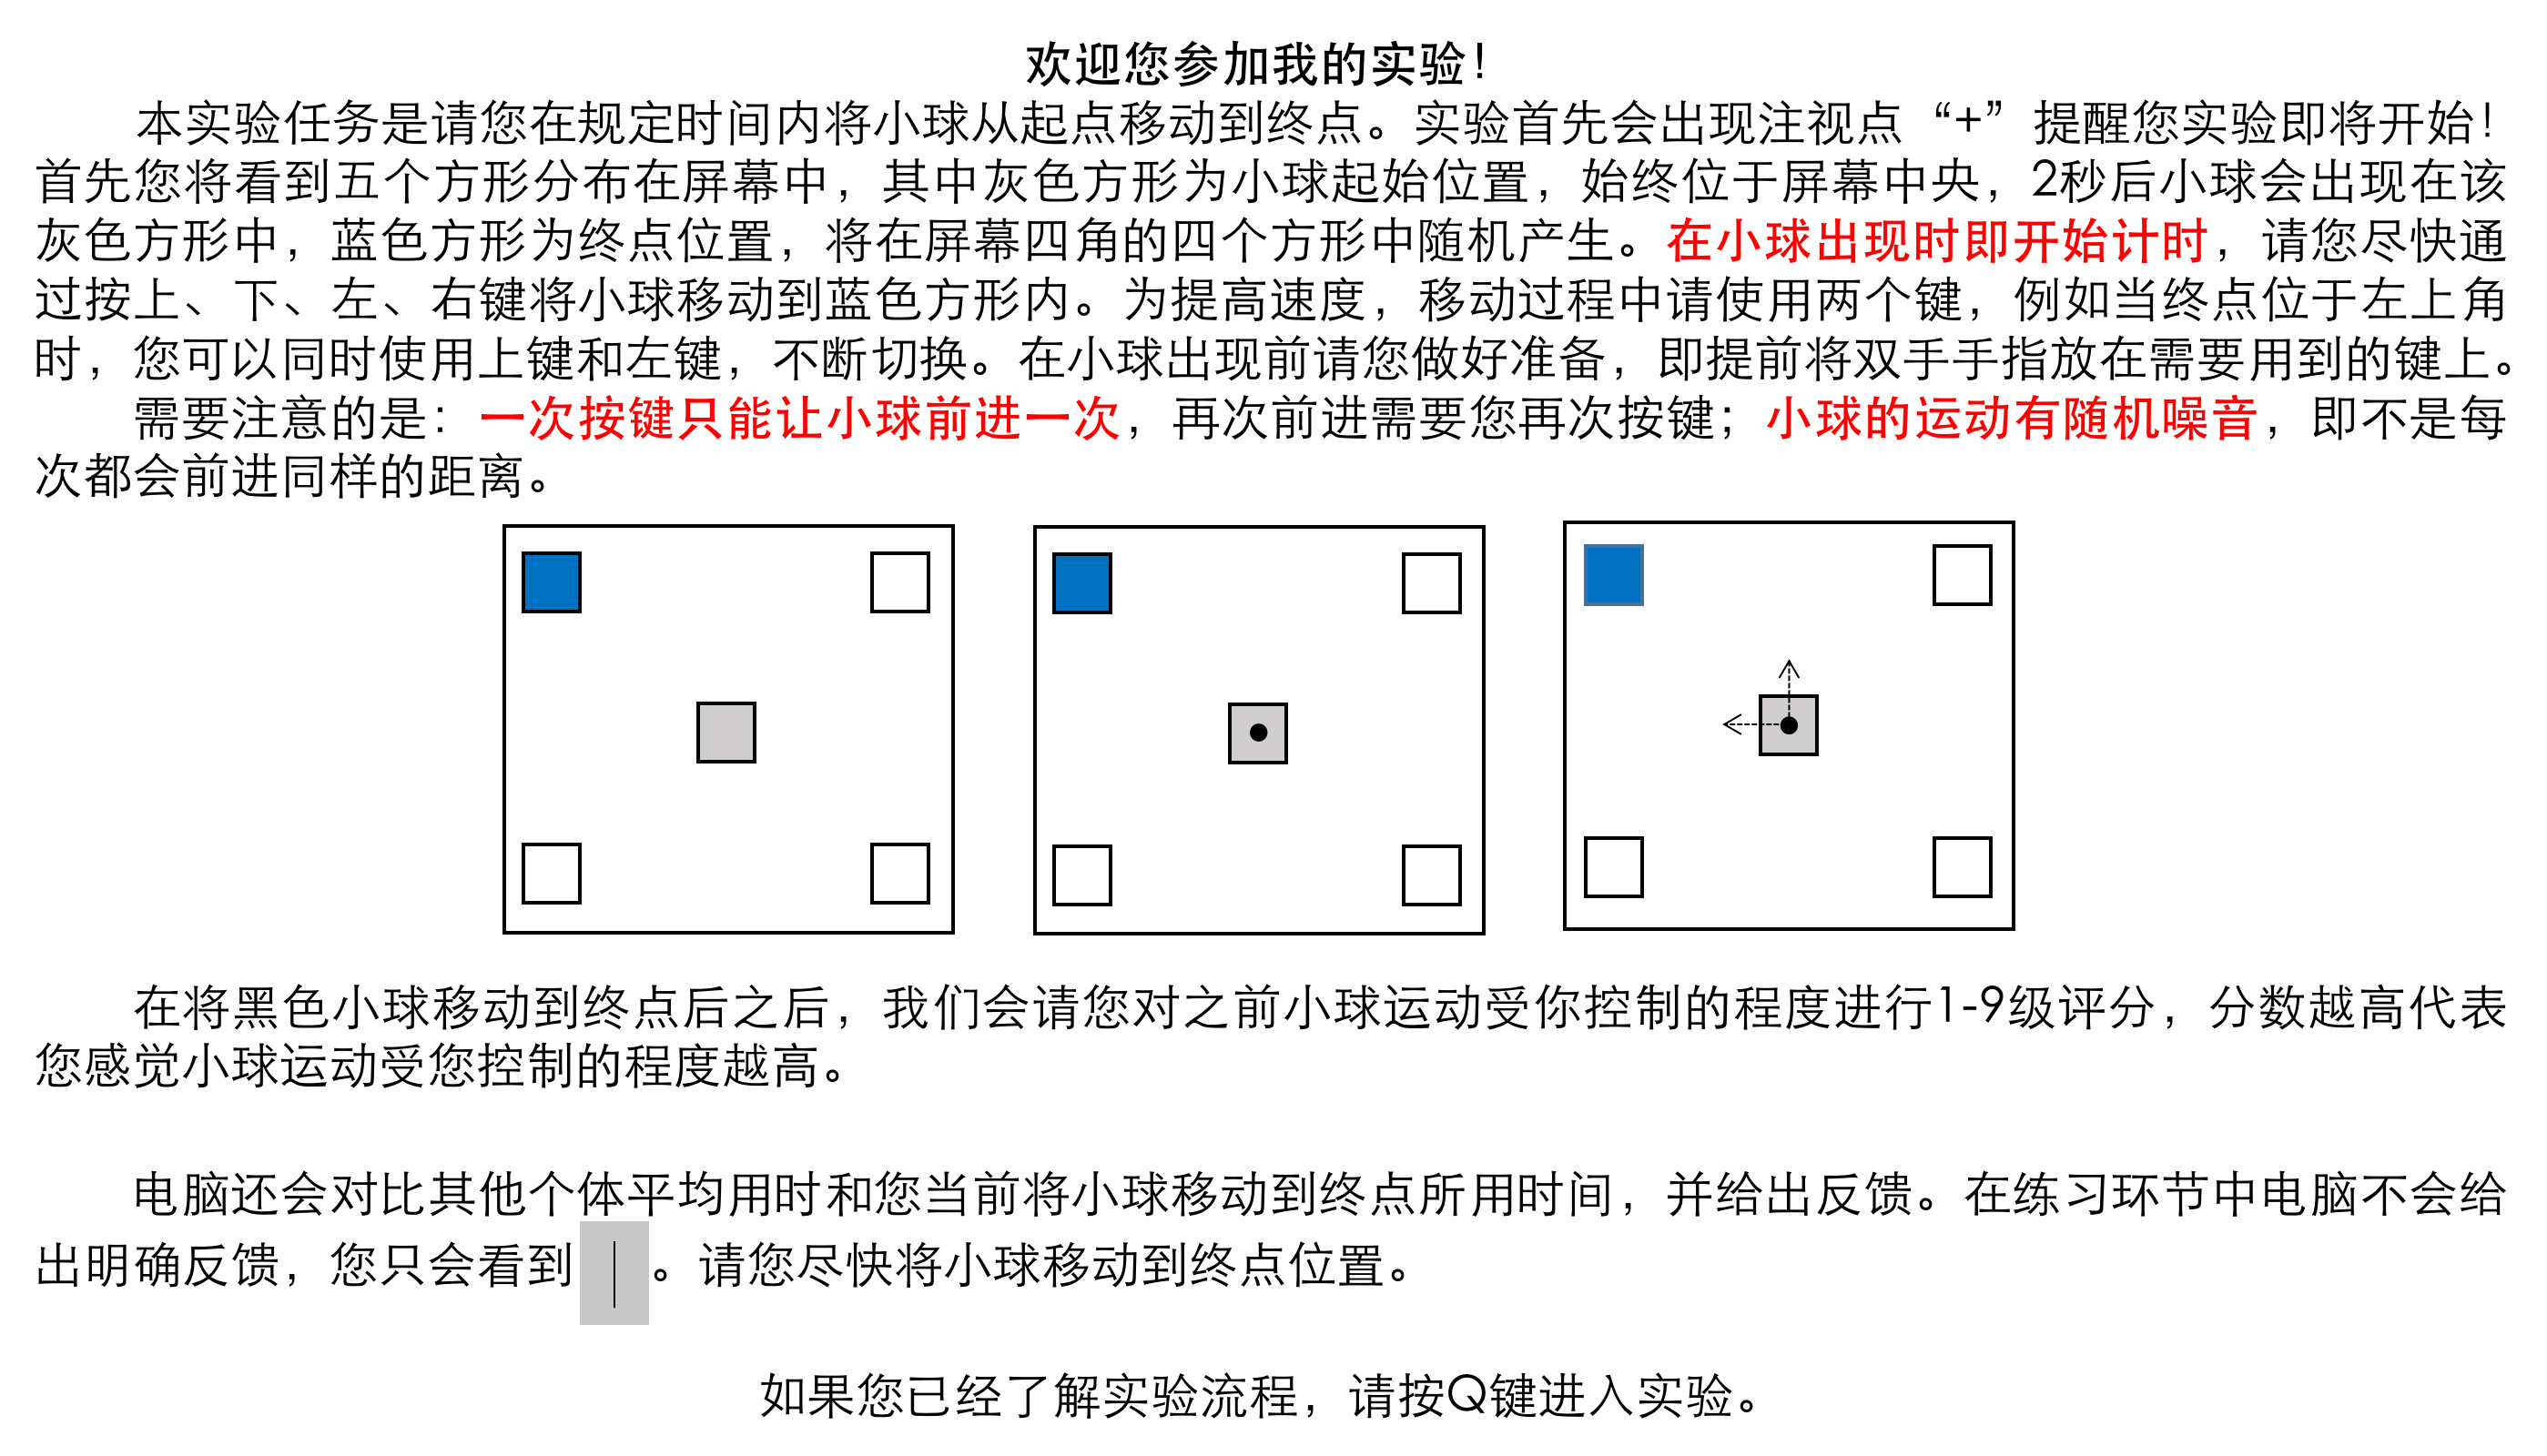 欢迎您参加我的实验！
本实验任务是请您在规定时间内将小球从起点移动到终点。实验首先会出现注视点“+”提醒您实验即将开始！
首先您将看到五个方形分布在屏幕中，其中灰色方形为小球起始位置，始终位于屏幕中央，2秒后小球会出现在该
灰色方形中，蓝色方形为终点位置，将在屏幕四角的四个方形中随机产生。在小球出现时即开始计时，请您尽快通
过按上、下、左、右键将小球移动到蓝色方形内。为提高速度，移动过程中请使用两个键，例如当终点位于左上角
时，您可以同时使用上键和左键，不断切换。在小球出现前请您做好准备，即提前将双手手指放在需要用到的键上。
需要注意的是：一次按键只能让小球前进一次，再次前进需要您再次按键；小球的运动有随机噪音，即不是每
次都会前进同样的距离。
在将黑色小球移动到终点后之后，我们会请您对之前小球运动受你控制的程度进行1-9级评分，分数越高代表
您感觉小球运动受您控制的程度越高。
电脑还会对比其他个体平均用时和您当前将小球移动到终点所用时间，并给出反馈。在练习环节中电脑不会给
出明确反馈，您只会看到|。请您尽快将小球移动到终点位置。
如果您已经了解实验流程，请按Q键进入实验。